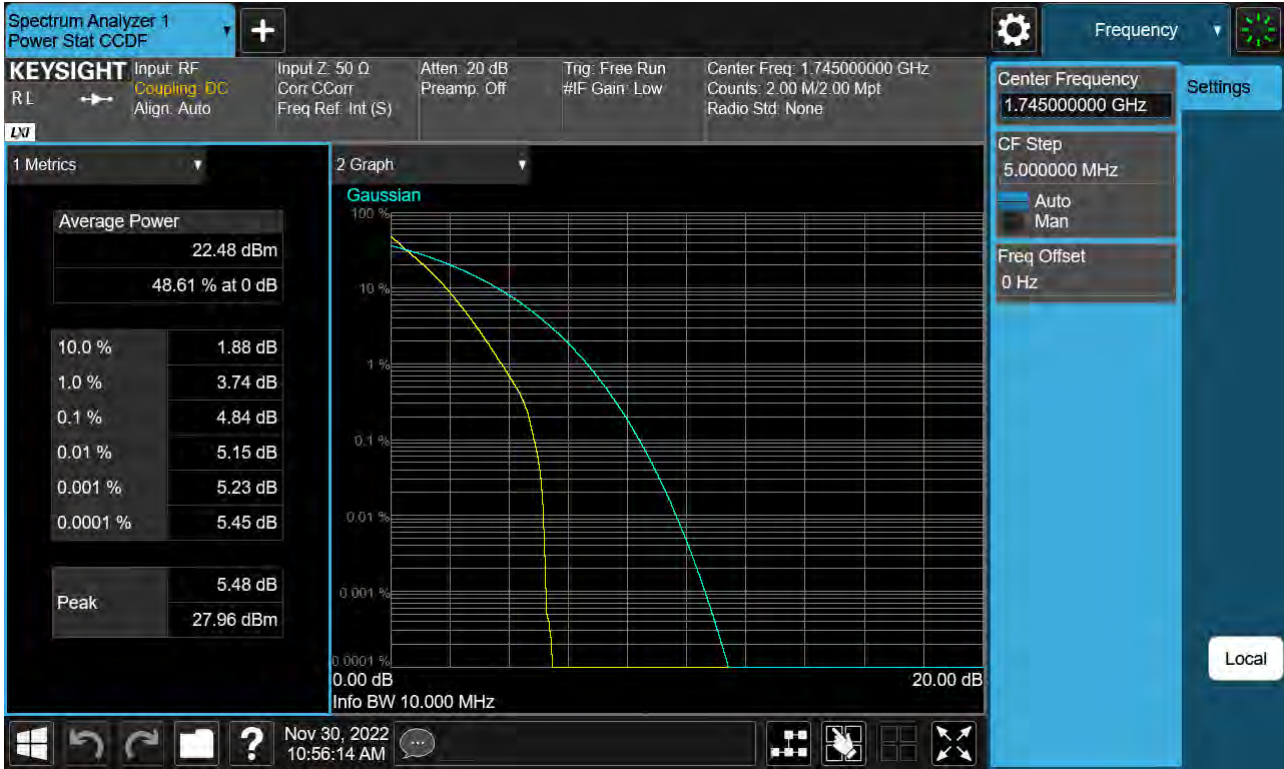 Spectrum Analyzer 1
Power Stat CCDF
Frequency
KEYSIGHT
R L
LXI
Input: RF
Coupling: DC
Align: Auto
Input Z: 50 Ω
Corr CCorr
Freq Ref: Int (S)
Atten: 20 dB
Preamp: Off
Trig: Free Run
#IF Gain: Low
Center Freq: 1.745000000 GHz
Counts: 2.00 M/2.00 Mpt
Radio Std: None
1 Metrics
Average Power
22.48 dBm
48.61 % at 0 dB
10.0 % 1.88 dB
1.0 % 3.74 dB
0.1 % 4.84 dB
0.01 % 5.15 dB
0.001 % 5.23 dB
0.0001 % 5.45 dB
Peak
5.48 dB
27.96 dBm
2 Graph
Gaussian
100 %
10 %
1 %
0.1 %
0.01 %
0.001 %
0.0001 %
0.00 dB 20.00 dB
Info BW 10.000 MHz
Center Frequency
1.745000000 GHz
CF Step
5.000000 MHz
Auto
Man
Freq Offset
0 Hz
Settings
Local
?
Nov 30, 2022
10:56:14 AM